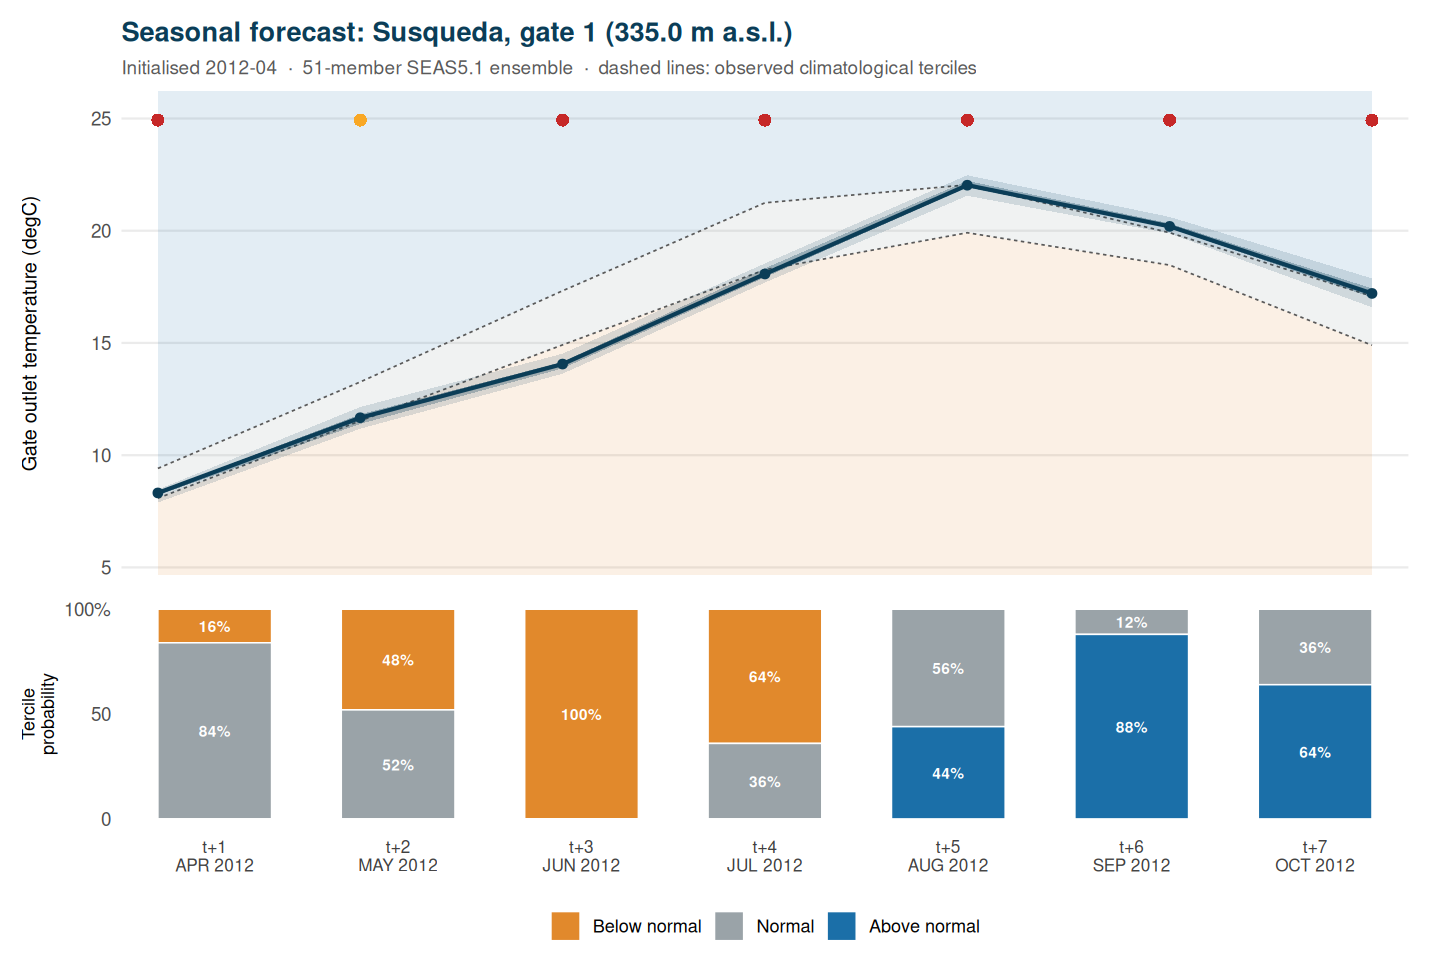 Seasonal forecast: Susqueda, gate 1 (335.0 m a.s.l.)
Initialised 2012-04 · 51-member SEAS5.1 ensemble · dashed lines: observed climatological terciles
Gate outlet temperature (degC)
25
20
15
10
5
Tercile
probability
100%
50
0
16%
84%
48%
52%
100%
64%
36%
56%
44%
12%
88%
36%
64%
t+1
APR 2012
t+2
MAY 2012
t+3
JUN 2012
t+4
JUL 2012
t+5
AUG 2012
t+6
SEP 2012
t+7
OCT 2012
Below normal
Normal
Above normal